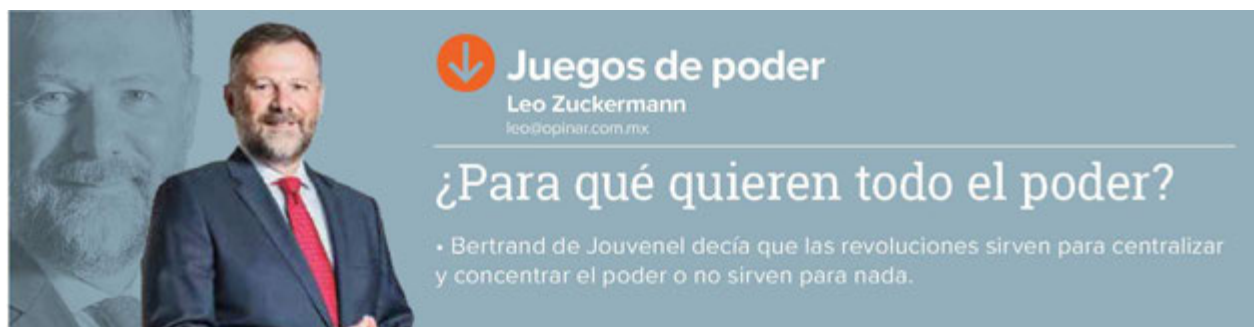 Juegos de poder
Leo Zuckermann
leo@opinar.com.mx
¿Para qué quieren todo el poder?
• Bertrand de Jouvenel decía que las revoluciones sirven para centralizar
y concentrar el poder o no sirven para nada.